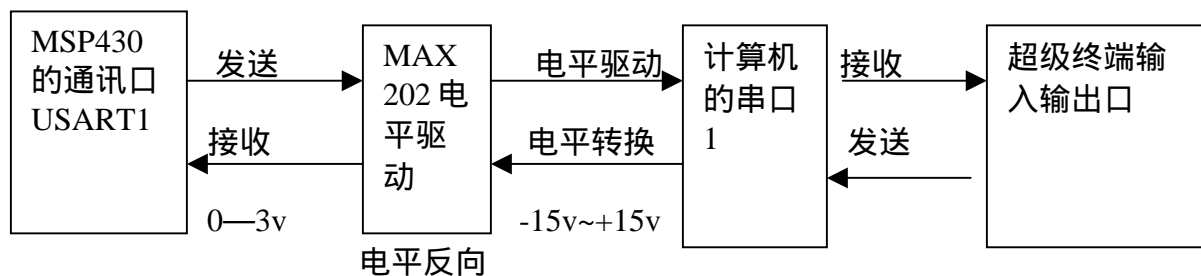 MSP430
的通讯口
USART1
发送
接收
0—3v
MAX
202 电
平驱
动
电平反向
电平驱动
电平转换
-15v~+15v
计算机
的串口
1
接收
发送
超级终端输
入输出口